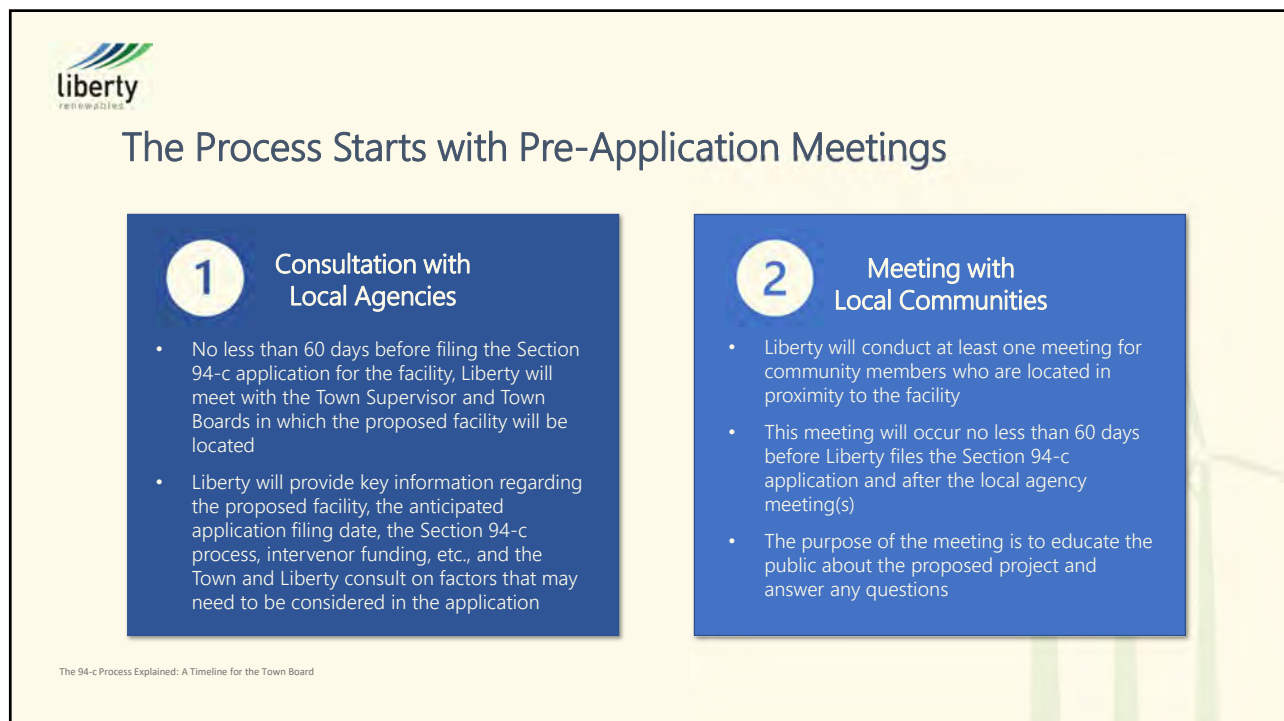 liberty
renewables
The Process Starts with Pre-Application Meetings
1
Consultation with
Local Agencies
• No less than 60 days before filing the Section
94-c application for the facility, Liberty will
meet with the Town Supervisor and Town
Boards in which the proposed facility will be
located
• Liberty will provide key information regarding
the proposed facility, the anticipated
application filing date, the Section 94-c
process, intervenor funding, etc., and the
Town and Liberty consult on factors that may
need to be considered in the application
2
Meeting with
Local Communities
• Liberty will conduct at least one meeting for
community members who are located in
proximity to the facility
• This meeting will occur no less than 60 days
before Liberty files the Section 94-c
application and after the local agency
meeting(s)
• The purpose of the meeting is to educate the
public about the proposed project and
answer any questions
The 94-c Process Explained: A Timeline for the Town Board